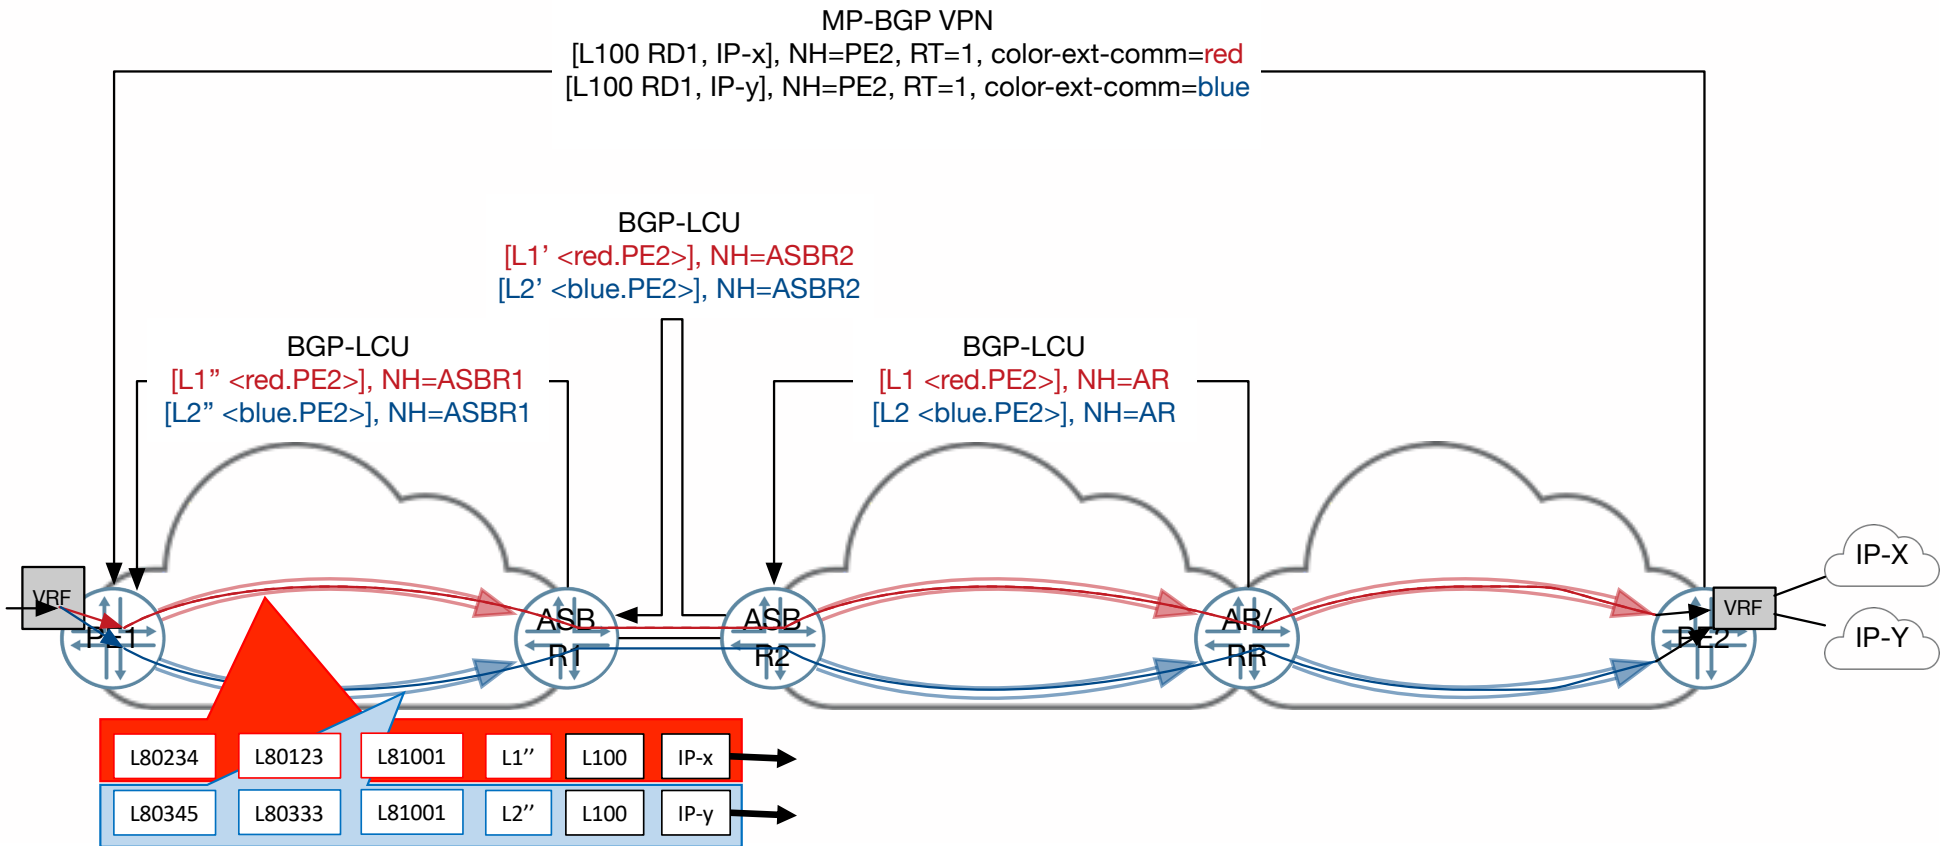 MP-BGP VPN
[L100 RD1, IP-x], NH=PE2, RT=1, color-ext-comm=red
[L100 RD1, IP-y], NH=PE2, RT=1, color-ext-comm=blue
BGP-LCU
[L1’ <red.PE2>], NH=ASBR2
[L2’ <blue.PE2>], NH=ASBR2
BGP-LCU
[L1” <red.PE2>], NH=ASBR1
[L2” <blue.PE2>], NH=ASBR1
BGP-LCU
[L1 <red.PE2>], NH=AR
[L2 <blue.PE2>], NH=AR
VRF
PE1
ASB
R1
ASB
R2
AR/
RR
PE2
VRF
IP-X
IP-Y
L80234 L80123 L81001 L1’’ L100 IP-x
L80345 L80333 L81001 L2’’ L100 IP-y